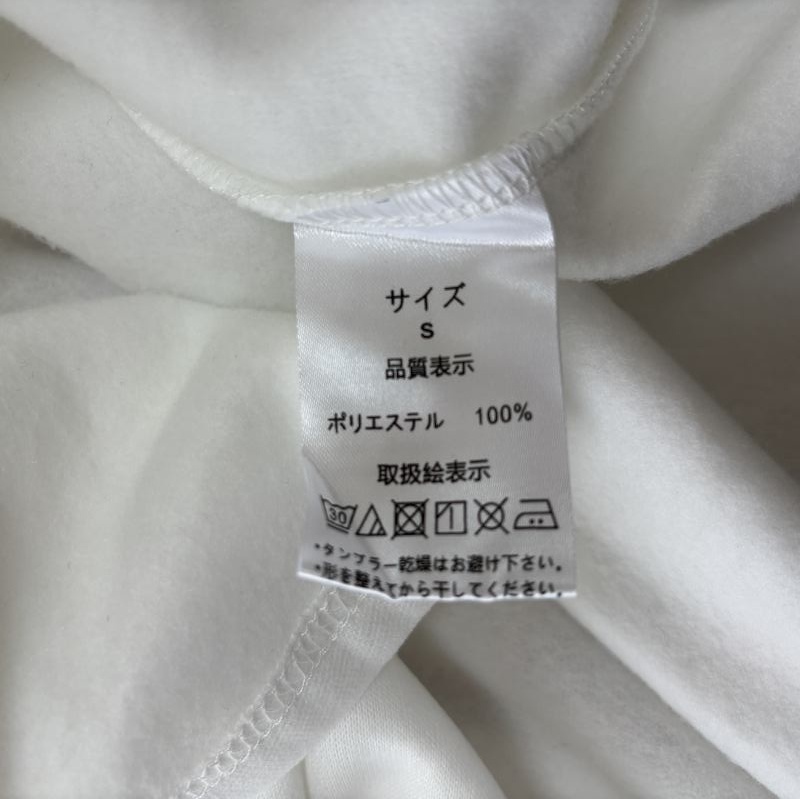 サイズ
S
品質表示
ポリエステル 100%
取扱絵表示
30
*タンブラー乾燥はお避け下さい。
*形を整えてから干してください。